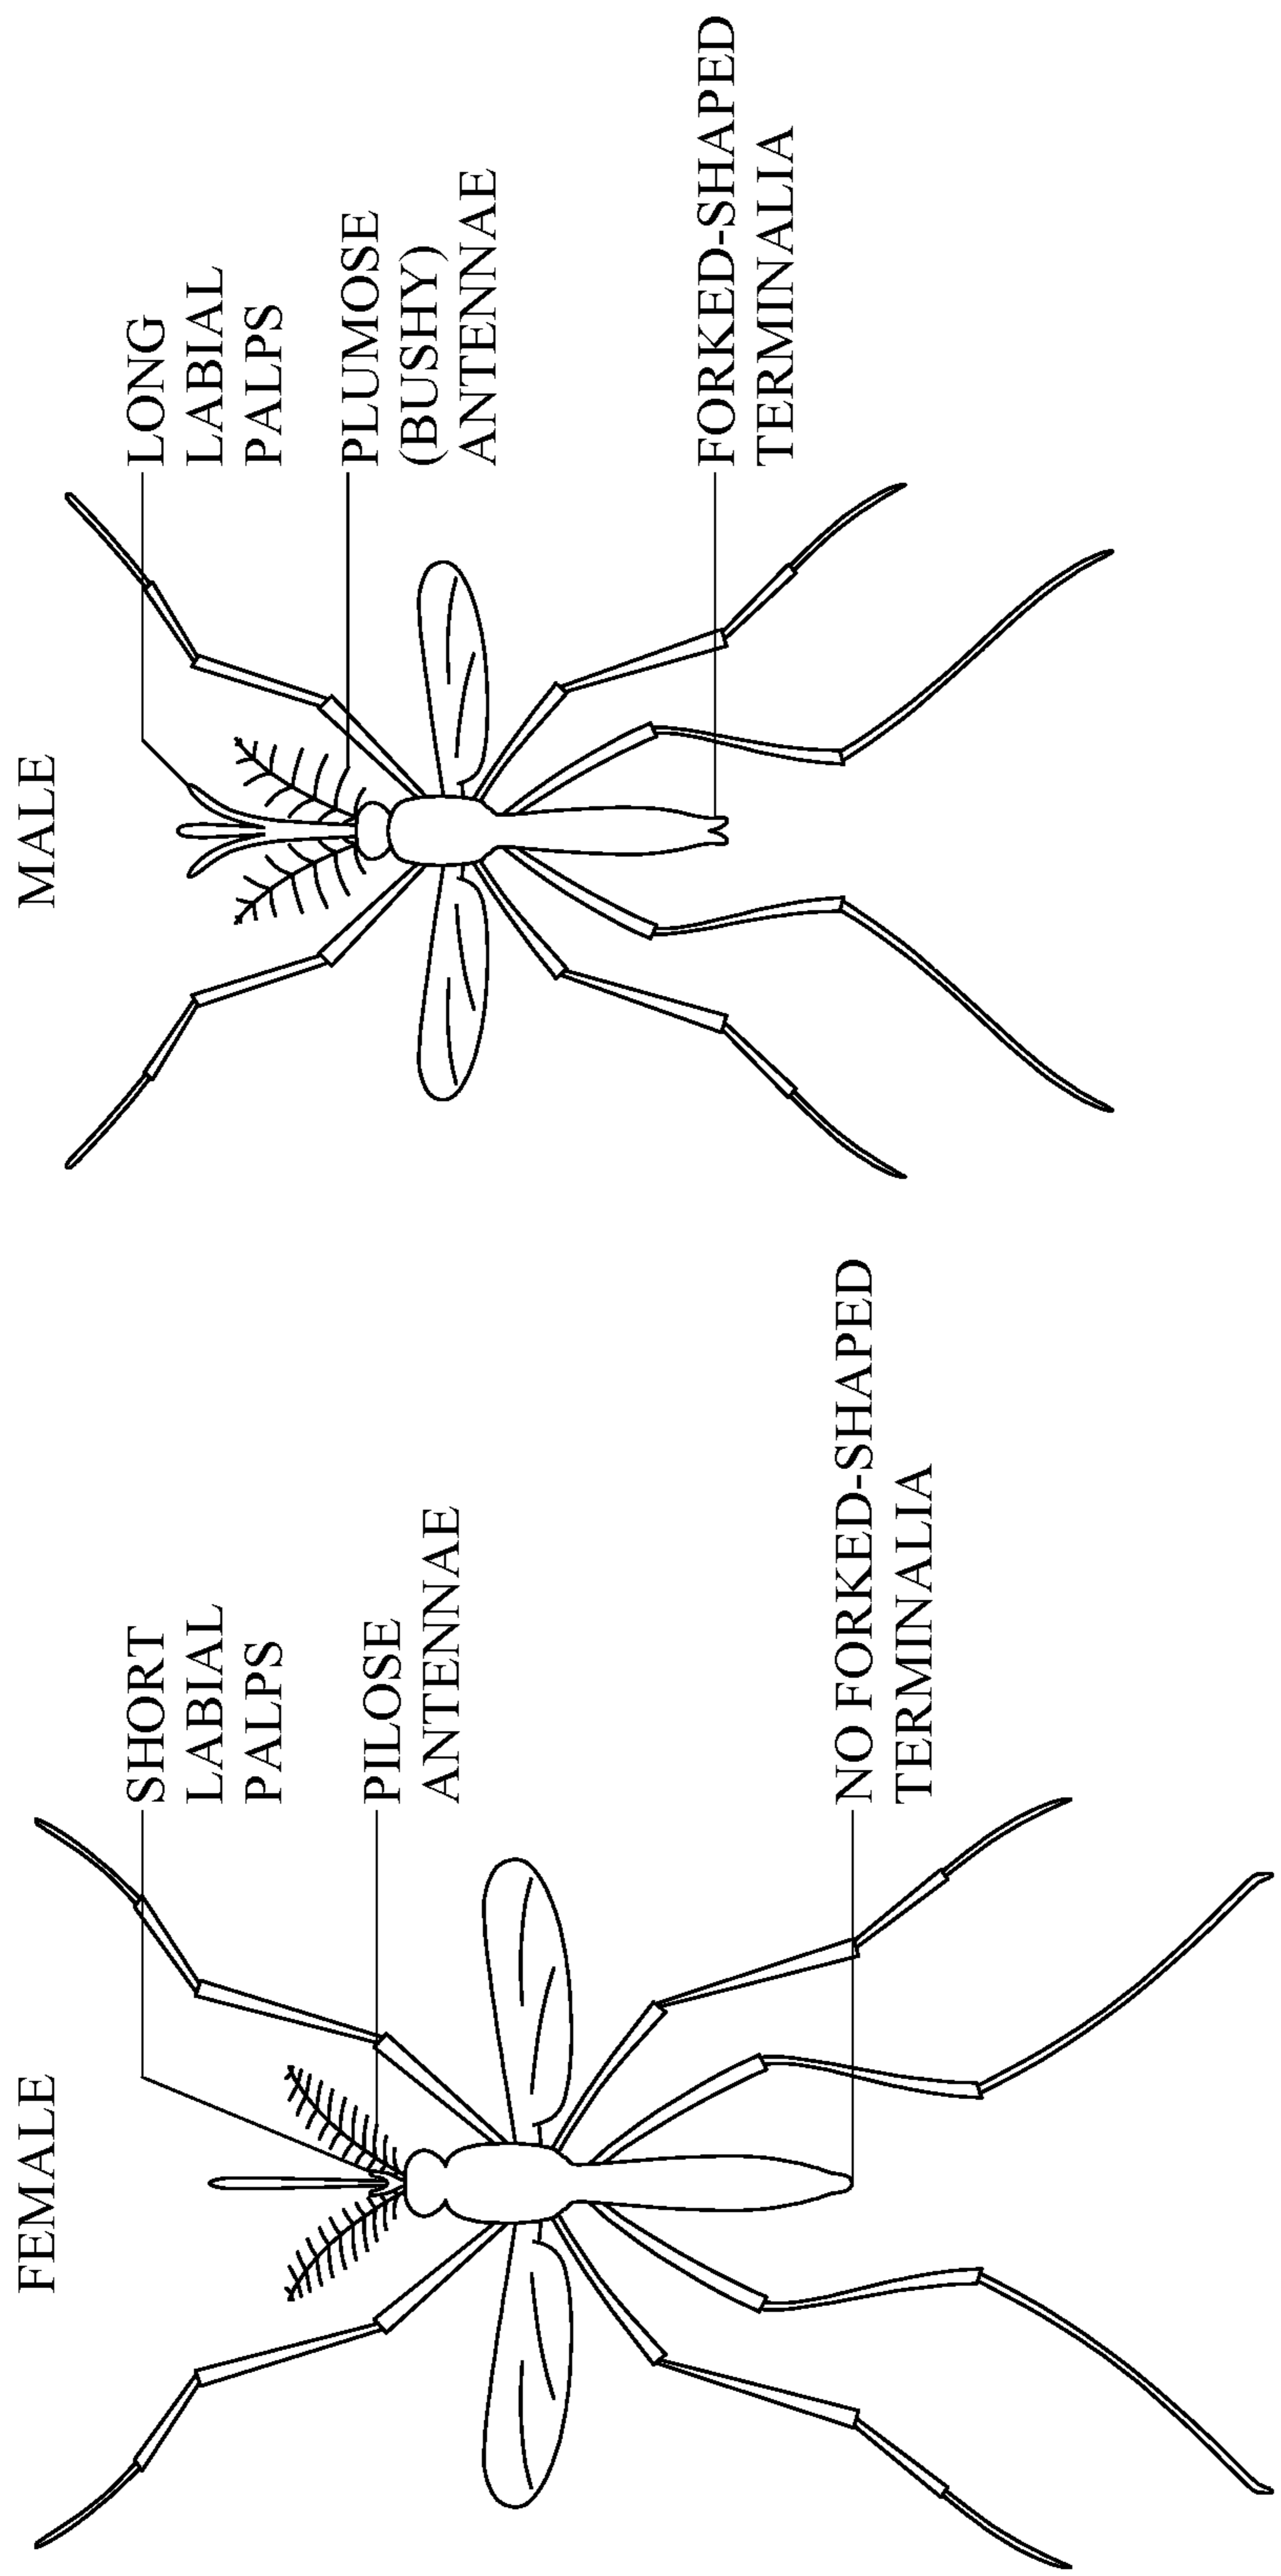 FEMALE
SHORT
LABIAL
PALPS
PILOSE
ANTENNAE
NO FORKED-SHAPED
TERMINALIA
MALE
LONG
LABIAL
PALPS
PLUMOSE
(BUSHY)
ANTENNAE
FORKED-SHAPED
TERMINALIA